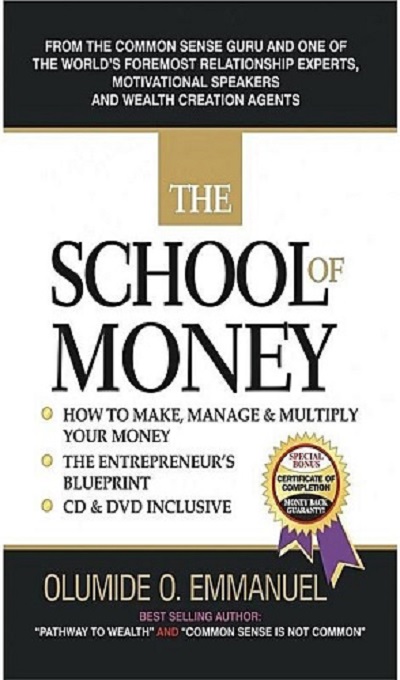 FROM THE COMMON SENSE GURU AND ONE OF
THE WORLD'S FOREMOST RELATIONSHIP EXPERTS,
MOTIVATIONAL SPEAKERS
AND WEALTH CREATION AGENTS
THE
SCHOOL OF
MONEY
HOW TO MAKE, MANAGE & MULTIPLY
YOUR MONEY
THE ENTREPRENEUR'S
BLUEPRINT
CD & DVD INCLUSIVE
SPECIAL
BONUS
CERTIFICATE OF
COMPLETION
MONEY BACK
GUARANTY!
OLUMIDE O. EMMANUEL
BEST SELLING AUTHOR:
"PATHWAY TO WEALTH" AND "COMMON SENSE IS NOT COMMON"